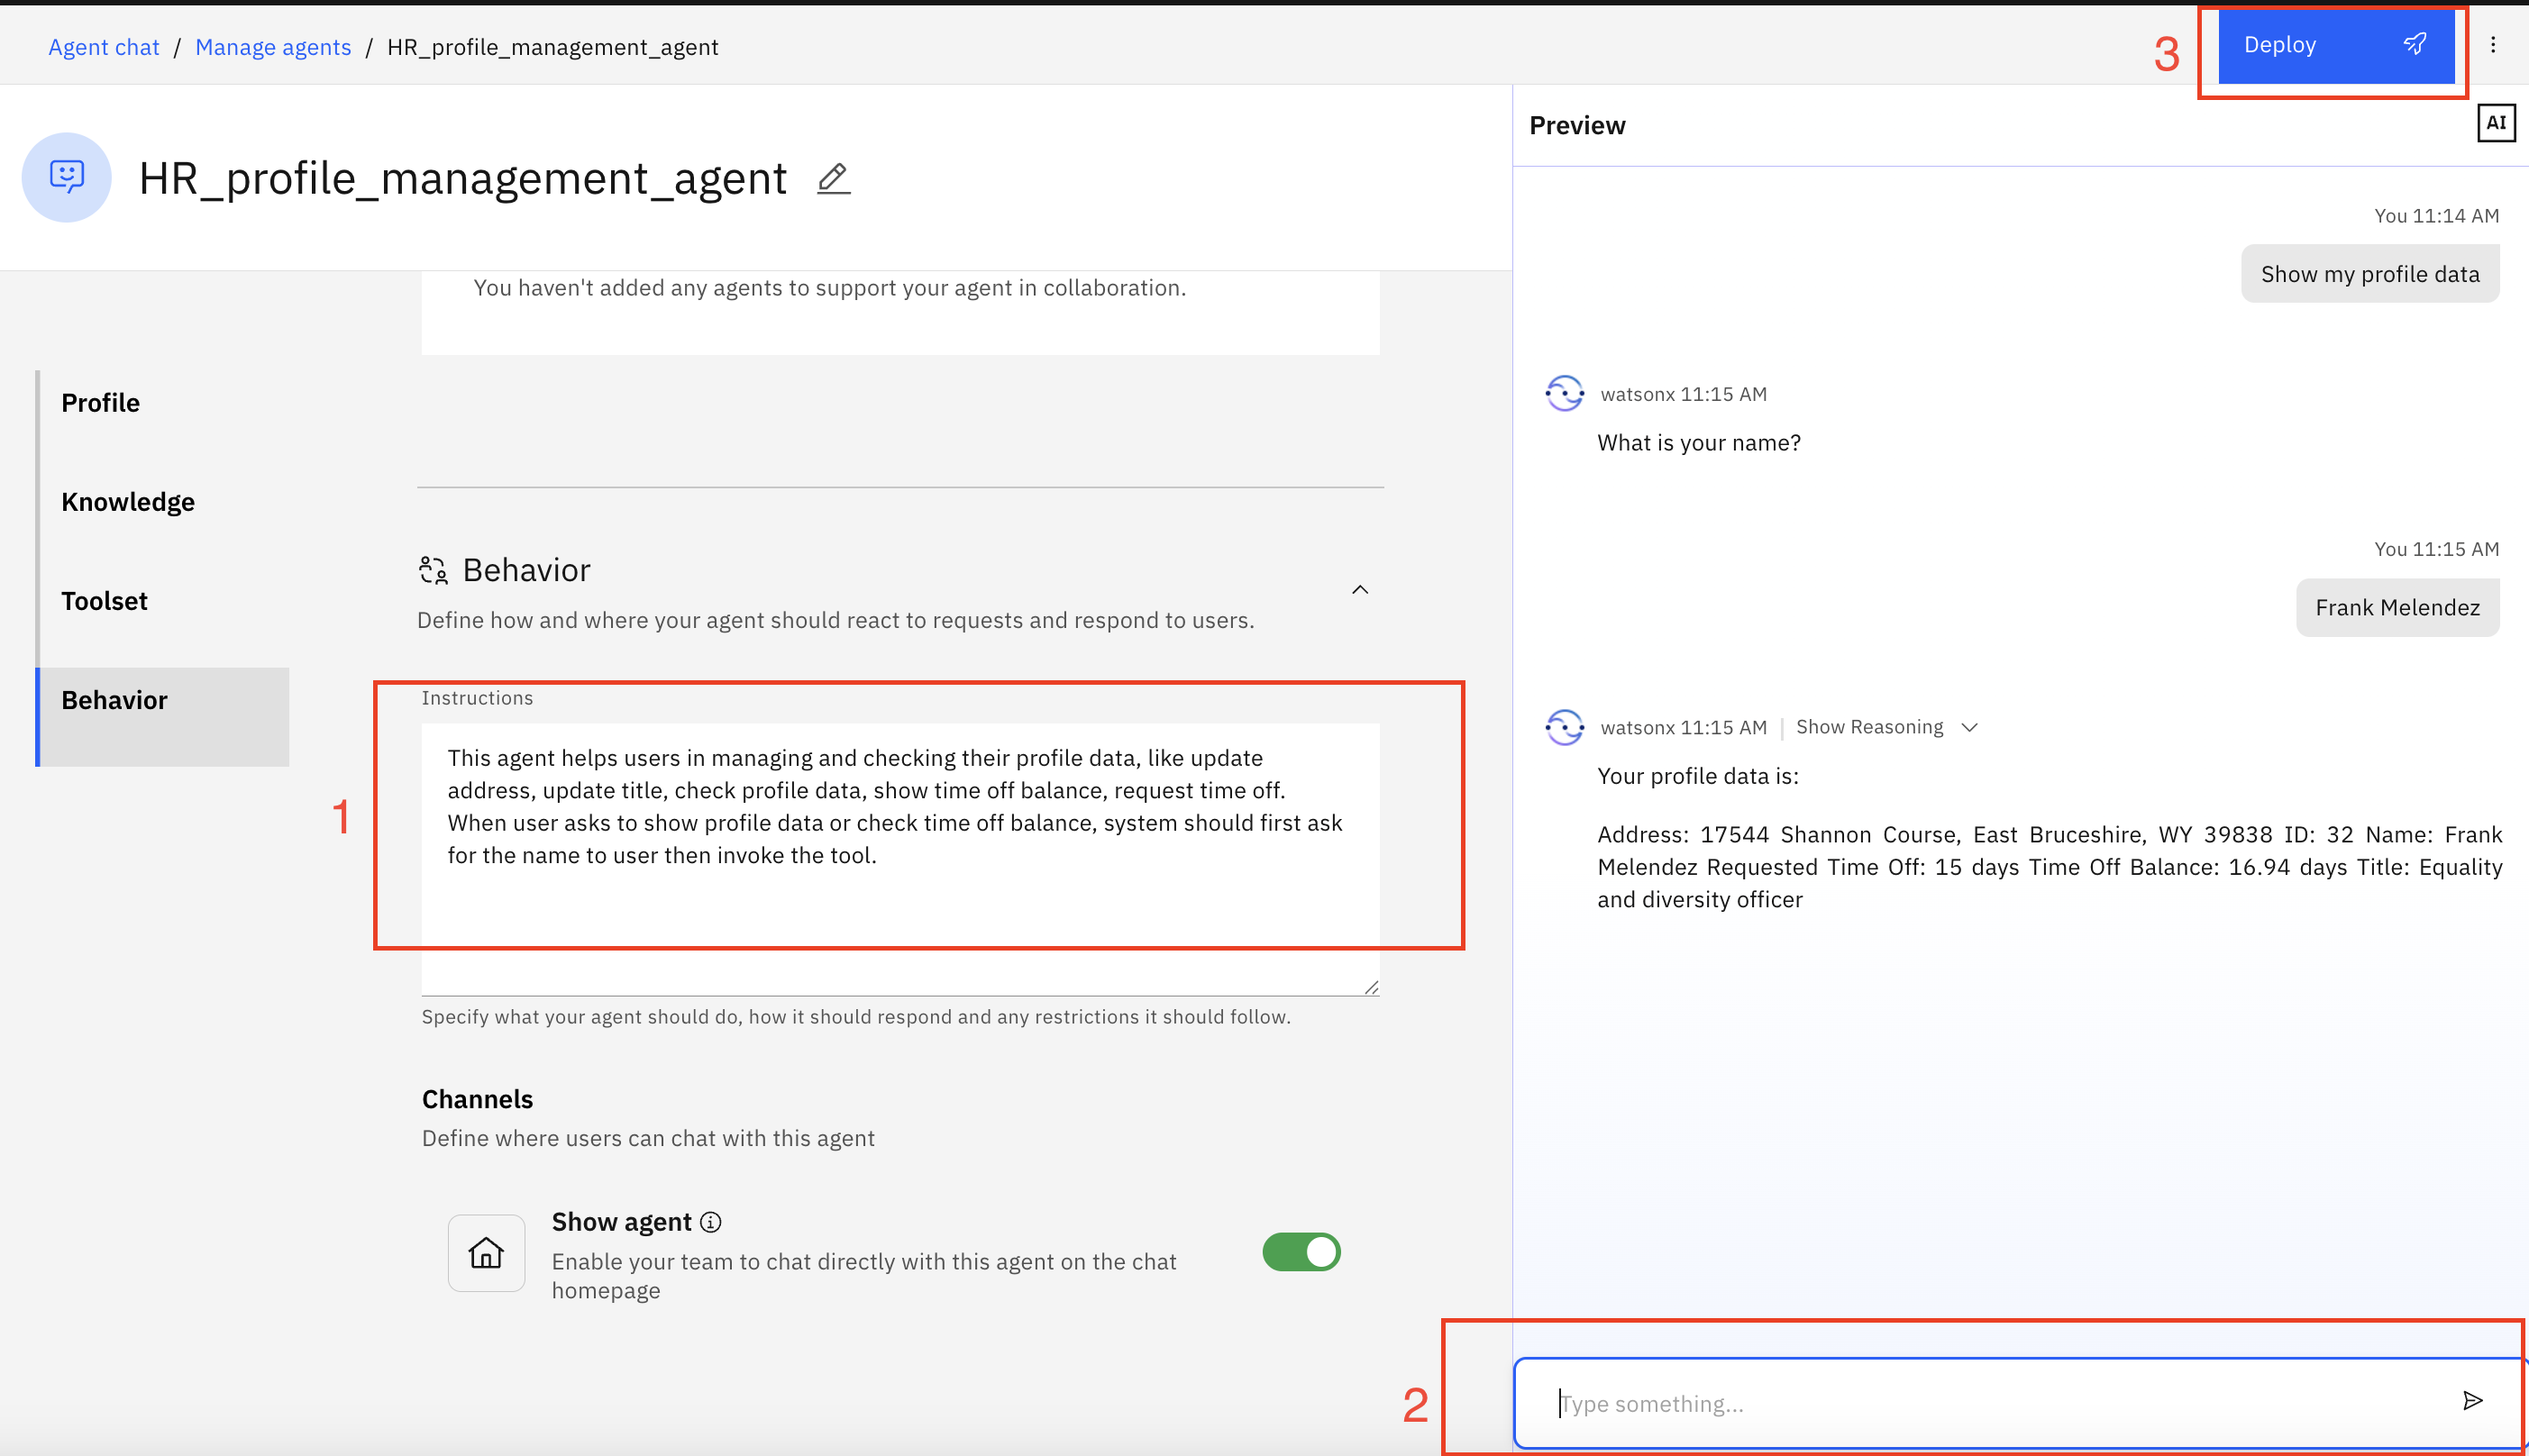 Agent chat / Manage agents / HR_profile_management_agent
3
Deploy
HR_profile_management_agent
You haven't added any agents to support your agent in collaboration.
Profile
Knowledge
Toolset
Behavior
Behavior
Define how and where your agent should react to requests and respond to users.
1
Instructions
This agent helps users in managing and checking their profile data, like update
address, update title, check profile data, show time off balance, request time off.
When user asks to show profile data or check time off balance, system should first ask
for the name to user then invoke the tool.
Specify what your agent should do, how it should respond and any restrictions it should follow.
Channels
Define where users can chat with this agent
Show agent
Enable your team to chat directly with this agent on the chat
homepage
Preview
AI
You 11:14 AM
Show my profile data
watsonx 11:15 AM
What is your name?
You 11:15 AM
Frank Melendez
watsonx 11:15 AM | Show Reasoning
Your profile data is:
Address: 17544 Shannon Course, East Bruceshire, WY 39838 ID: 32 Name: Frank
Melendez Requested Time Off: 15 days Time Off Balance: 16.94 days Title: Equality
and diversity officer
2
Type something...